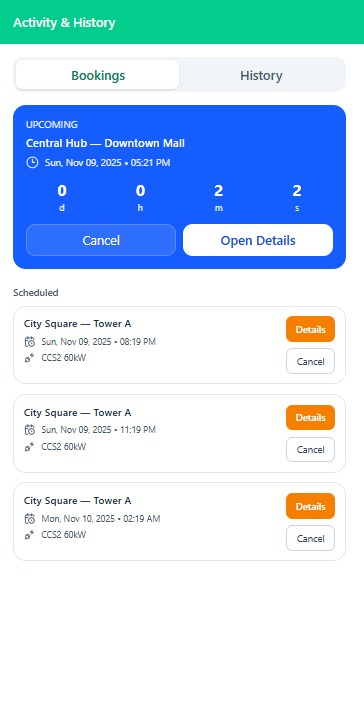 Activity & History
Bookings History
UPCOMING
Central Hub — Downtown Mall
Sun, Nov 09, 2025 • 05:21 PM
0 0 2 2
d h m s
Cancel Open Details
Scheduled
City Square — Tower A
Details
Sun, Nov 09, 2025 • 08:19 PM
CCS2 60kW
Cancel
City Square — Tower A
Details
Sun, Nov 09, 2025 • 11:19 PM
CCS2 60kW
Cancel
City Square — Tower A
Details
Mon, Nov 10, 2025 • 02:19 AM
CCS2 60kW
Cancel